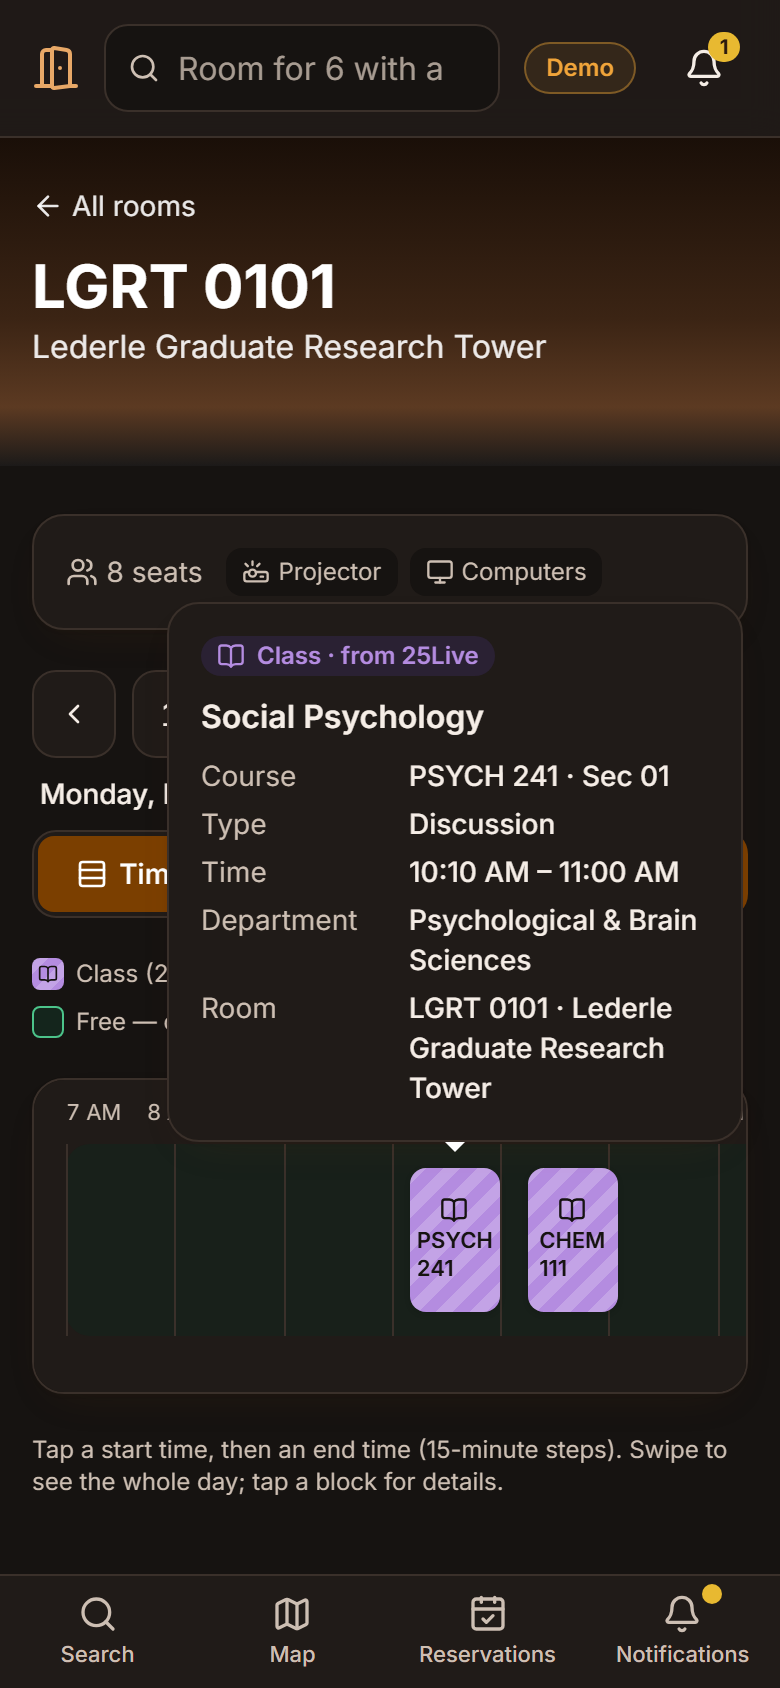 Room for 6 with a
Demo
1
All rooms
LGRT 0101
Lederle Graduate Research Tower
8 seats
Projector
Computers
Class · from 25Live
Social Psychology
Course PSYCH 241 · Sec 01
Type Discussion
Time 10:10 AM – 11:00 AM
Department Psychological & Brain
Sciences
Room LGRT 0101 · Lederle
Graduate Research
Tower
Monday,
Tim
Class (2
Free —
7 AM 8
PSYCH
241
CHEM
111
Tap a start time, then an end time (15-minute steps). Swipe to
see the whole day; tap a block for details.
Search
Map
Reservations
Notifications